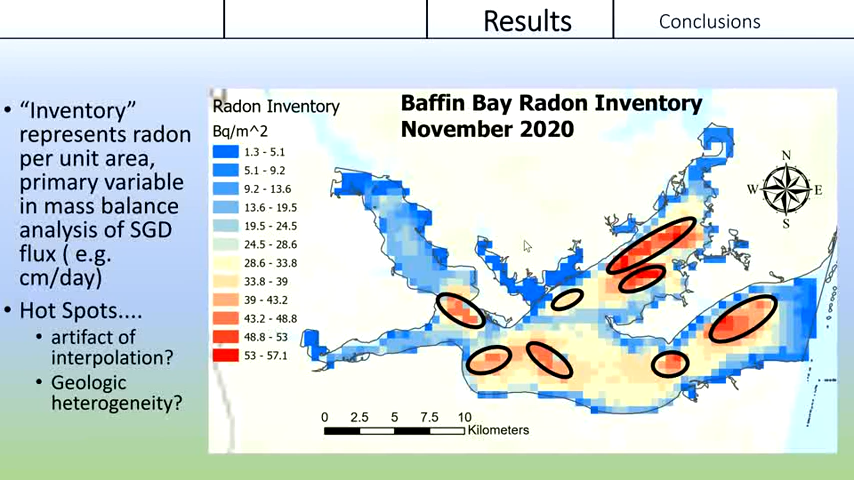 Results
Conclusions
• “Inventory”
represents radon
per unit area,
primary variable
in mass balance
analysis of SGD
flux ( e.g.
cm/day)
• Hot Spots....
• artifact of
interpolation?
• Geologic
heterogeneity?
Radon Inventory
Bq/m^2
1.3 - 5.1
5.1 - 9.2
9.2 - 13.6
13.6 - 19.5
19.5 - 24.5
24.5 - 28.6
28.6 - 33.8
33.8 - 39
39 - 43.2
43.2 - 48.8
48.8 - 53
53 - 57.1
Baffin Bay Radon Inventory
November 2020
N
W E
S
0 2.5 5 7.5 10
Kilometers